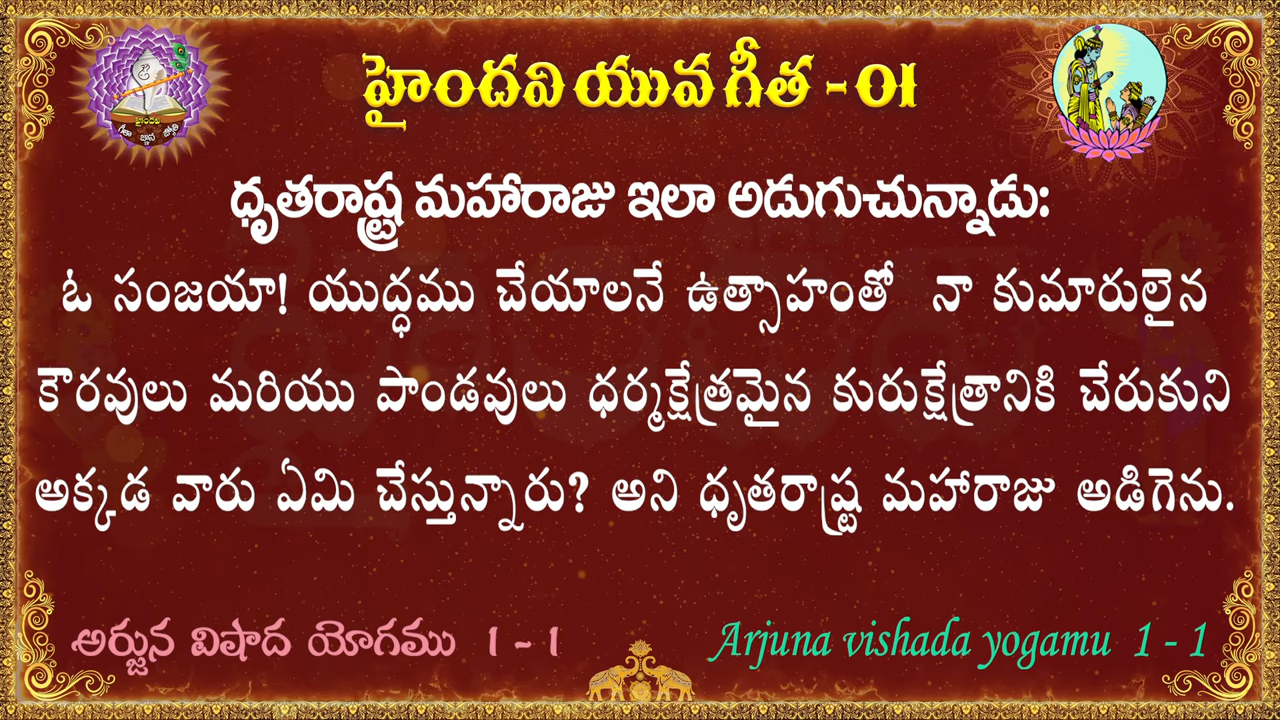 హైందవి యువ గీత - 01
ధృతరాష్ట్ర మహారాజు ఇలా అడుగుచున్నాడు:
ఓ సంజయా! యుద్ధము చేయాలనే ఉత్సాహంతో నా కుమారులైన
కౌరవులు మరియు పాండవులు ధర్మక్షేత్రమైన కురుక్షేత్రానికి చేరుకుని
అక్కడ వారు ఏమి చేస్తున్నారు? అని ధృతరాష్ట్ర మహారాజు అడిగెను.
అర్జున విషాద యోగము 1 - 1
Arjuna vishada yogamu 1 - 1
హైందవి
గీతా జ్ఞాన జ్యోతి